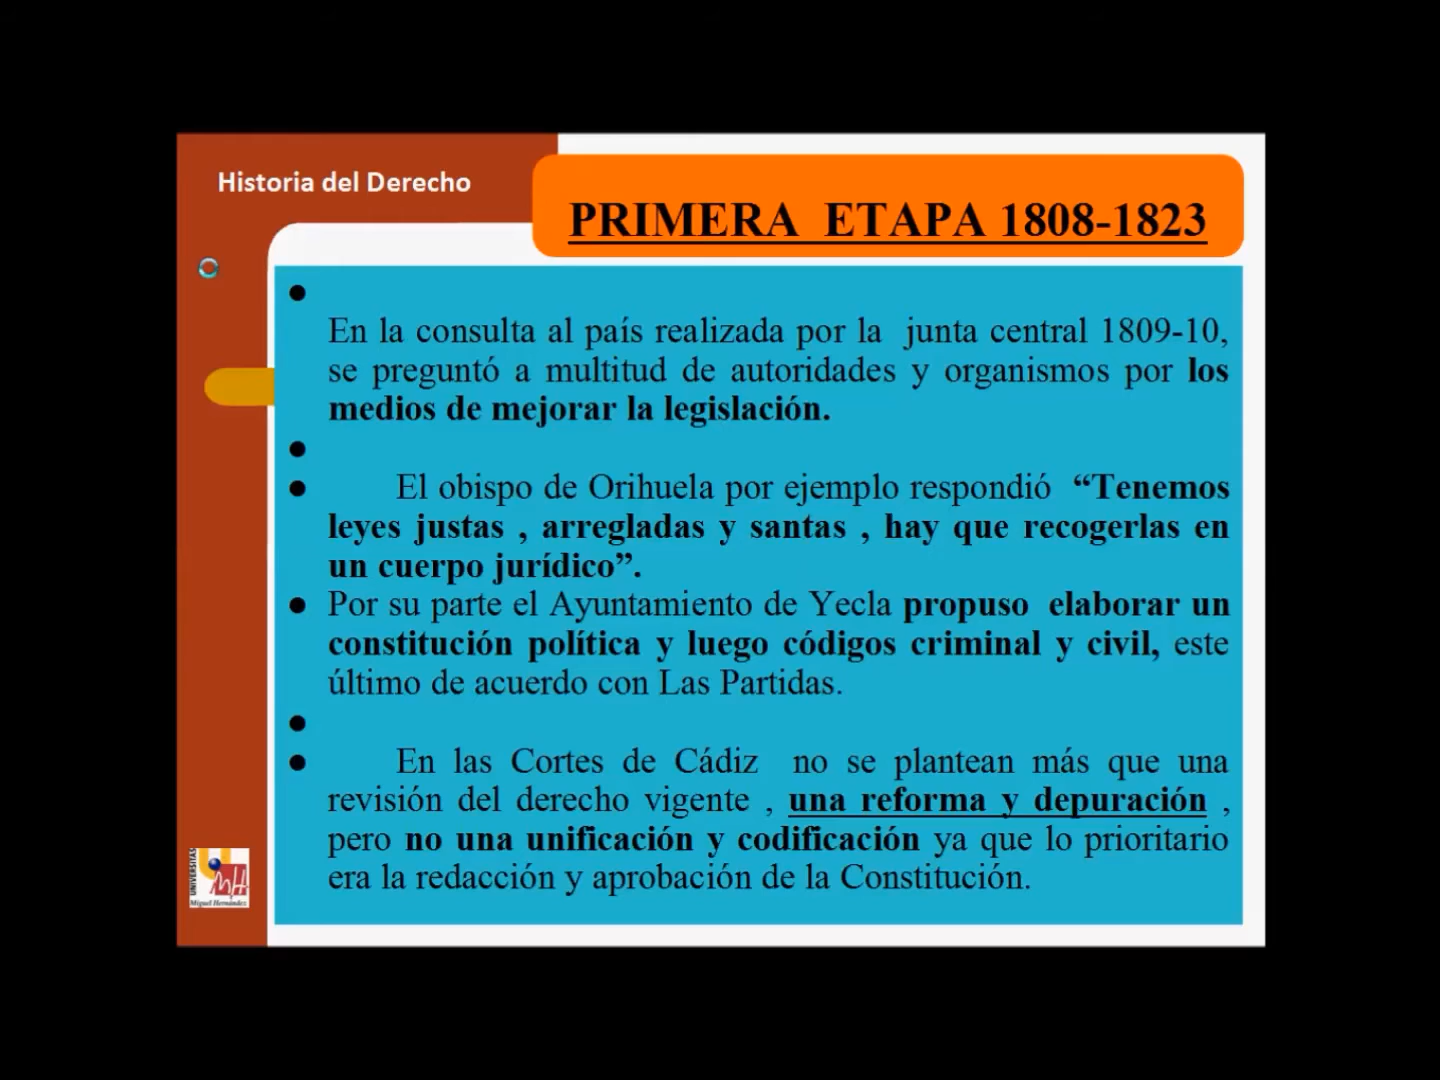 Historia del Derecho
PRIMERA ETAPA 1808-1823
En la consulta al país realizada por la junta central 1809-10,
se preguntó a multitud de autoridades y organismos por los
medios de mejorar la legislación.
El obispo de Orihuela por ejemplo respondió “Tenemos
leyes justas , arregladas y santas , hay que recogerlas en
un cuerpo jurídico”.
Por su parte el Ayuntamiento de Yecla propuso elaborar un
constitución política y luego códigos criminal y civil, este
último de acuerdo con Las Partidas.
En las Cortes de Cádiz no se plantean más que una
revisión del derecho vigente , una reforma y depuración ,
pero no una unificación y codificación ya que lo prioritario
era la redacción y aprobación de la Constitución.
UNIVERSITAS
Miguel Hernández